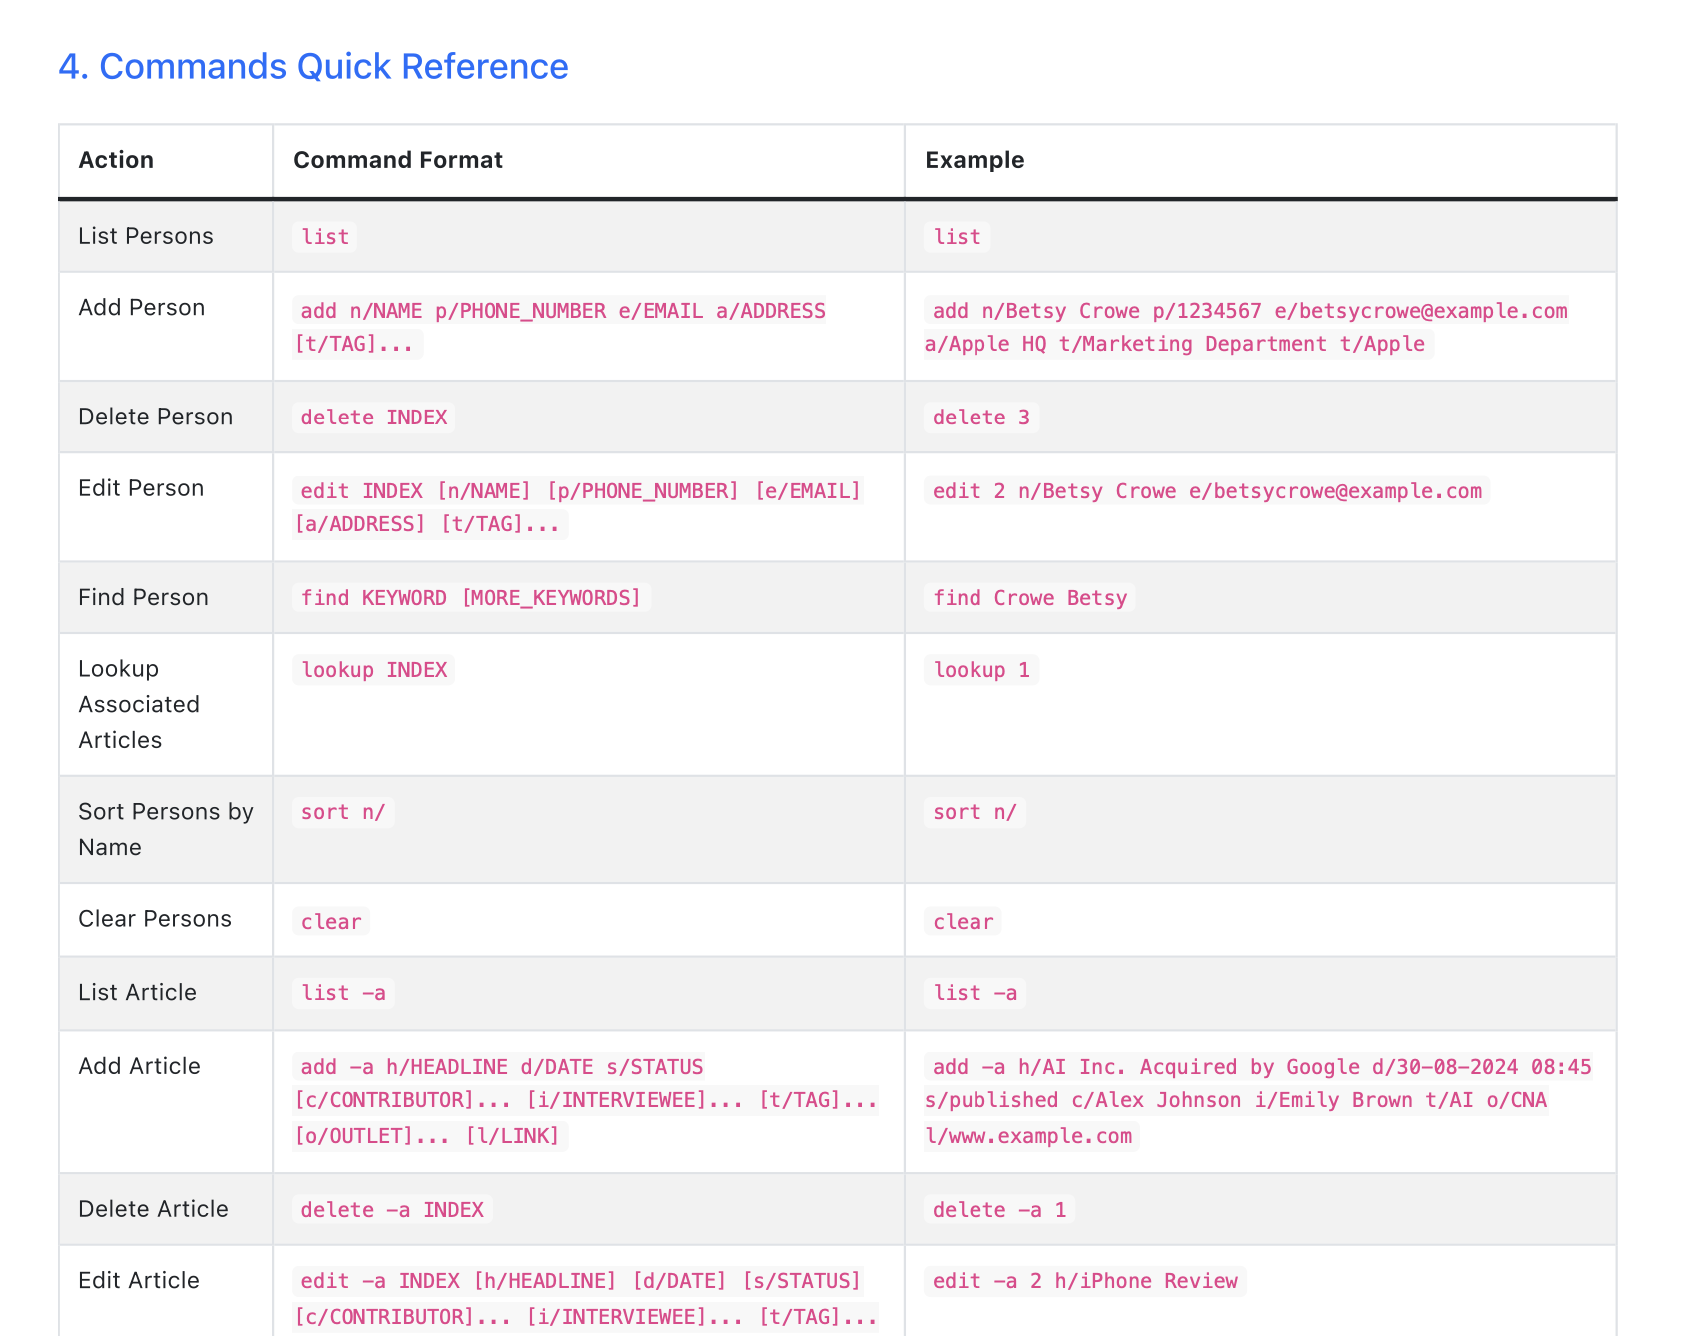 4. Commands Quick Reference
Action Command Format Example
List Persons list list
Add Person add n/NAME p/PHONE_NUMBER e/EMAIL a/ADDRESS add n/Betsy Crowe p/1234567 e/betsycrowe@example.com
[t/TAG]... a/Apple HQ t/Marketing Department t/Apple
Delete Person delete INDEX delete 3
Edit Person edit INDEX [n/NAME] [p/PHONE_NUMBER] [e/EMAIL] edit 2 n/Betsy Crowe e/betsycrowe@example.com
[a/ADDRESS] [t/TAG]...
Find Person find KEYWORD [MORE_KEYWORDS] find Crowe Betsy
Lookup lookup INDEX lookup 1
Associated
Articles
Sort Persons by sort n/ sort n/
Name
Clear Persons clear clear
List Article list -a list -a
Add Article add -a h/HEADLINE d/DATE s/STATUS add -a h/AI Inc. Acquired by Google d/30-08-2024 08:45
[c/CONTRIBUTOR]... [i/INTERVIEWEE]... [t/TAG]... s/published c/Alex Johnson i/Emily Brown t/AI o/CNA
[o/OUTLET]... [l/LINK] l/www.example.com
Delete Article delete -a INDEX delete -a 1
Edit Article edit -a INDEX [h/HEADLINE] [d/DATE] [s/STATUS] edit -a 2 h/iPhone Review
[c/CONTRIBUTOR]... [i/INTERVIEWEE]... [t/TAG]...